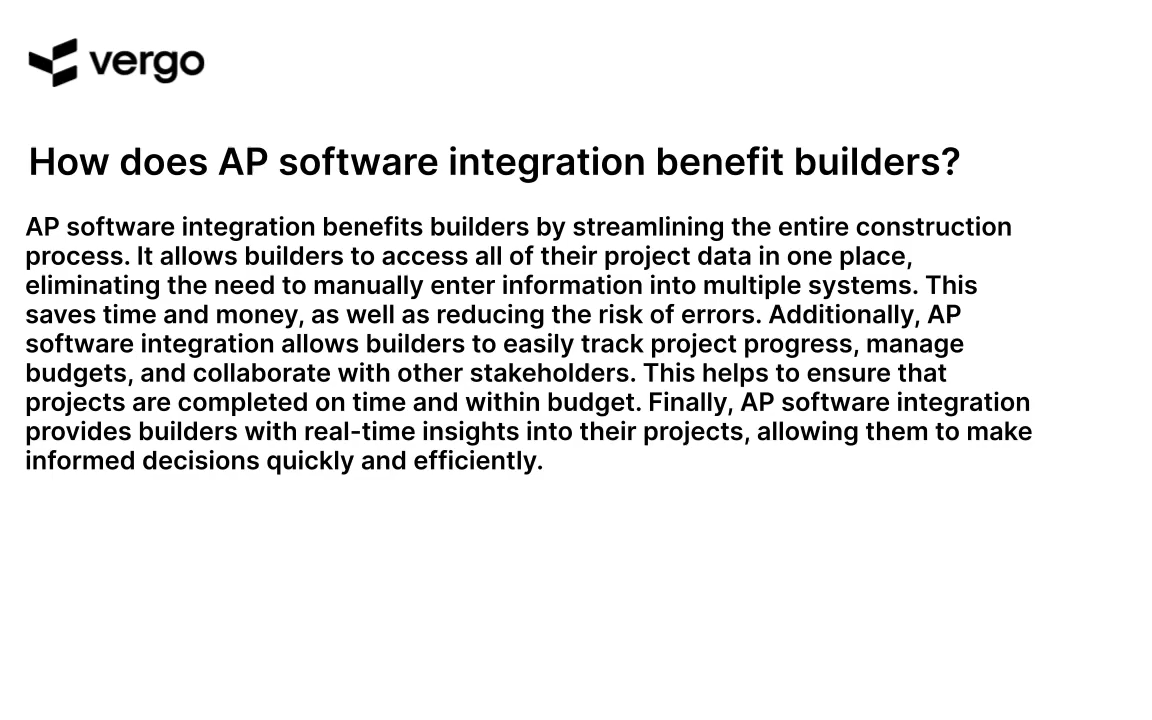 vergo
How does AP software integration benefit builders?
AP software integration benefits builders by streamlining the entire construction
process. It allows builders to access all of their project data in one place,
eliminating the need to manually enter information into multiple systems. This
saves time and money, as well as reducing the risk of errors. Additionally, AP
software integration allows builders to easily track project progress, manage
budgets, and collaborate with other stakeholders. This helps to ensure that
projects are completed on time and within budget. Finally, AP software integration
provides builders with real-time insights into their projects, allowing them to make
informed decisions quickly and efficiently.